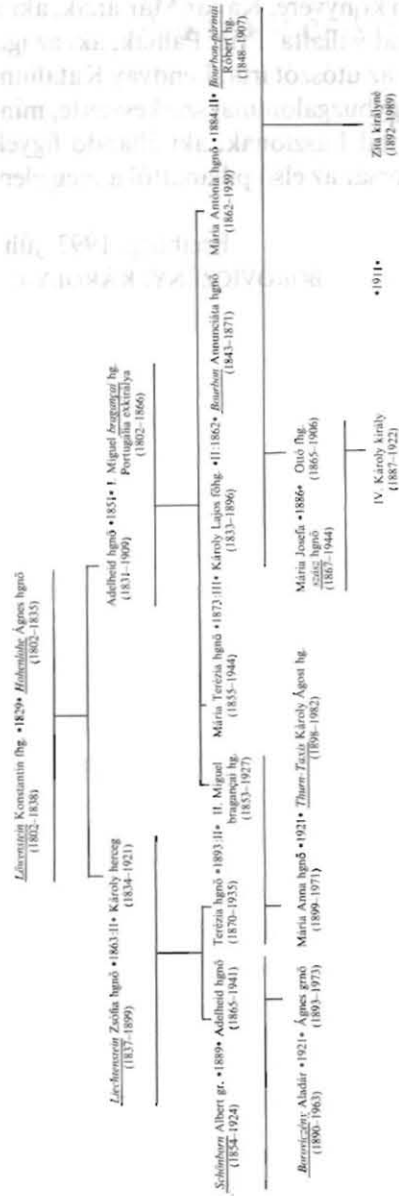 Löwenstein Konstantin fhg. •1829• Hohenlohe Ágnes hgnő
(1802–1838) (1802–1835)
Liechtenstein Zsófia hgnő •1863:II• Károly herceg
(1837–1899) (1834–1921)
Adelheid hgnő •1851• I. Miguel bragançai hg.
(1831–1909) Portugália exkirálya
(1802–1866)
Schönborn Albert gr. •1889• Adelheid hgnő
(1854–1924) (1865–1941)
Terézia hgnő •1893:II• II. Miguel
(1870–1935) bragançai hg.
(1853–1927)
Mária Terézia hgnő •1873:III• Károly Lajos főhg. •II:1862• Bourbon Annunciáta hgnő
(1855–1944) (1833–1896) (1843–1871)
Mária Antónia hgnő •1884:II• Bourbon-pármai
(1862–1959) Róbert hg.
(1848–1907)
Boroviczény Aladár •1921• Ágnes grnő
(1890–1963) (1893–1973)
Mária Anna hgnő •1921• Thurn-Taxis Károly Ágost hg.
(1899–1971) (1898–1982)
Mária Josefa •1886• Ottó fhg.
szász hgnő (1865–1906)
(1867–1944)
IV. Károly király •1911• Zita királyné
(1887–1922) (1892–1989)